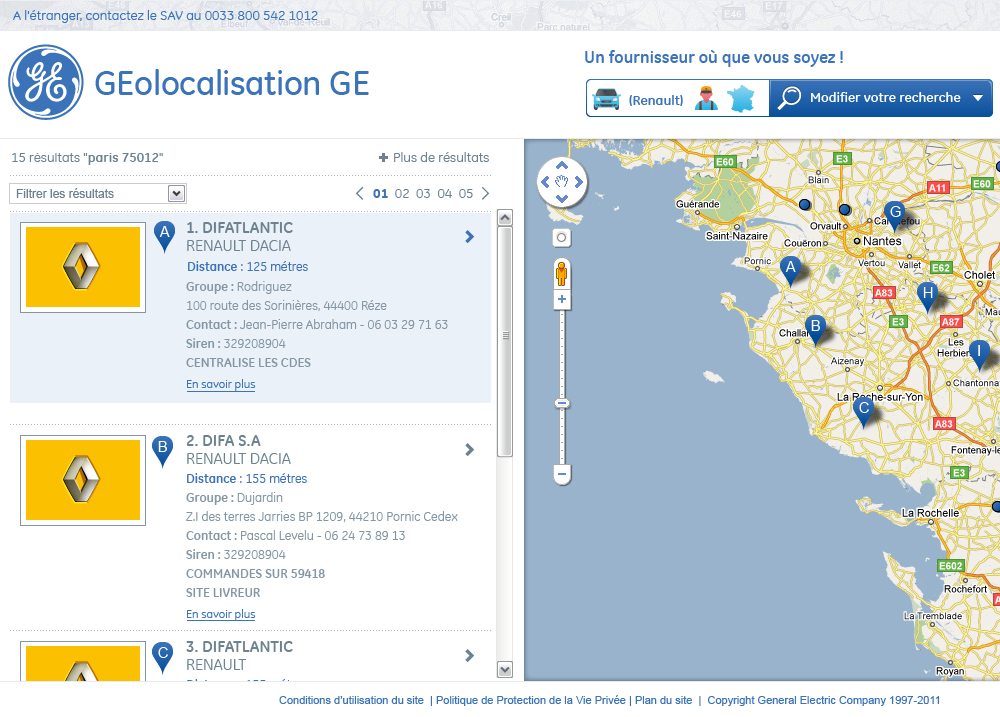 A l'étranger, contactez le SAV au 0033 800 542 1012
A16
E46
E17
Creil
Parc naturel
GE
GEolocalisation GE
Un fournisseur où que vous soyez !
(Renault)
Modifier votre recherche
15 résultats "paris 75012"
+ Plus de résultats
Filtrer les résultats
01 02 03 04 05
A
1. DIFATLANTIC
RENAULT DACIA
Distance : 125 métres
Groupe : Rodriguez
100 route des Sorinières, 44400 Réze
Contact : Jean-Pierre Abraham - 06 03 29 71 63
Siren : 329208904
CENTRALISE LES CDES
En savoir plus
B
2. DIFA S.A
RENAULT DACIA
Distance : 155 métres
Groupe : Dujardin
Z.I des terres Jarries BP 1209, 44210 Pornic Cedex
Contact : Pascal Levelu - 06 24 73 89 13
Siren : 329208904
COMMANDES SUR 59418
SITE LIVREUR
En savoir plus
C
3. DIFATLANTIC
RENAULT
E60
E3
Blain
A11
E60
Guérande
G
Orvault
Saint-Nazaire
Couëron
Nantes
Vertou
Vallet
Pornic
A
E62
Cholet
A83
H
E3
A87
B
Les
Herbiers
I
Aizenay
Chantonnay
La Roche-sur-Yon
C
A83
Fontenay-le
E3
La Rochelle
E602
Rochefort
La Tremblade
Royan
Conditions d'utilisation du site | Politique de Protection de la Vie Privée | Plan du site | Copyright General Electric Company 1997-2011